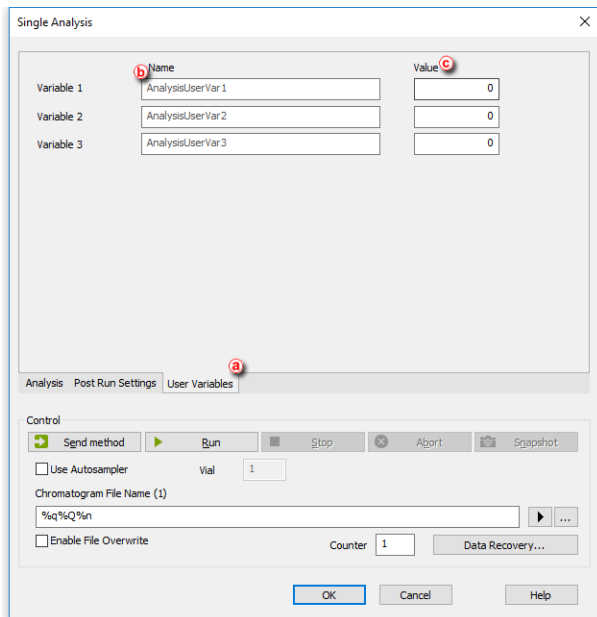 Single Analysis
b Name Value c
Variable 1 AnalysisUserVar1 0
Variable 2 AnalysisUserVar2 0
Variable 3 AnalysisUserVar3 0
a
Analysis Post Run Settings User Variables
Control
Send method Run Stop Abort Snapshot
Use Autosampler Vial 1
Chromatogram File Name (1)
%q%Q%n ...
Enable File Overwrite Counter 1 Data Recovery...
OK Cancel Help